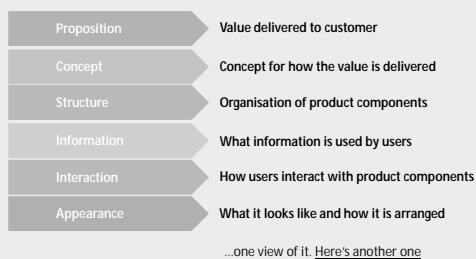 Proposition Value delivered to customer
Concept Concept for how the value is delivered
Structure Organisation of product components
Information What information is used by users
Interaction How users interact with product components
Appearance What it looks like and how it is arranged
...one view of it. Here's another one